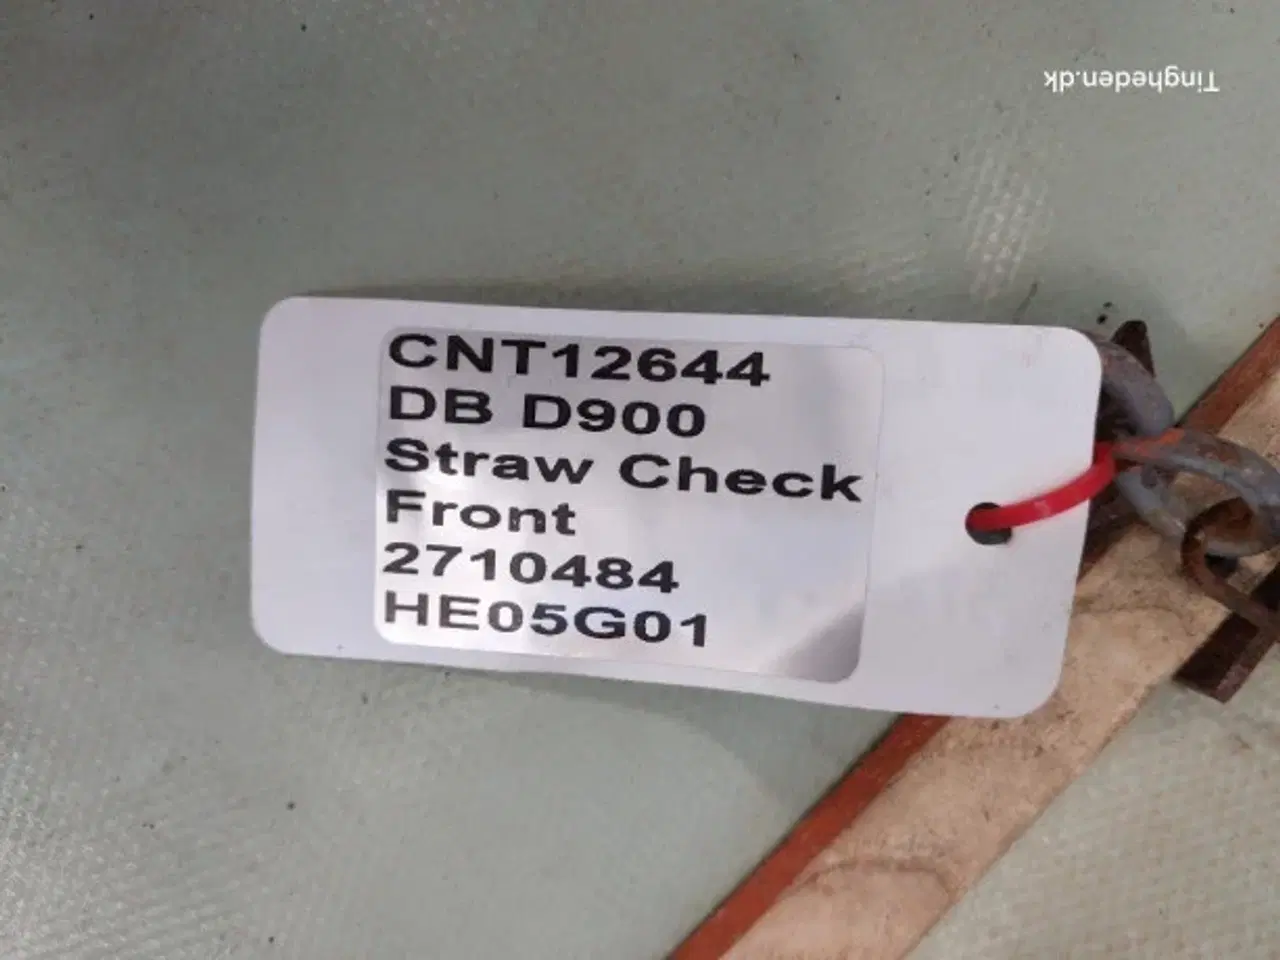 Tingheden.dk
CNT12644
DB D900
Straw Check
Front
2710484
HE05G01